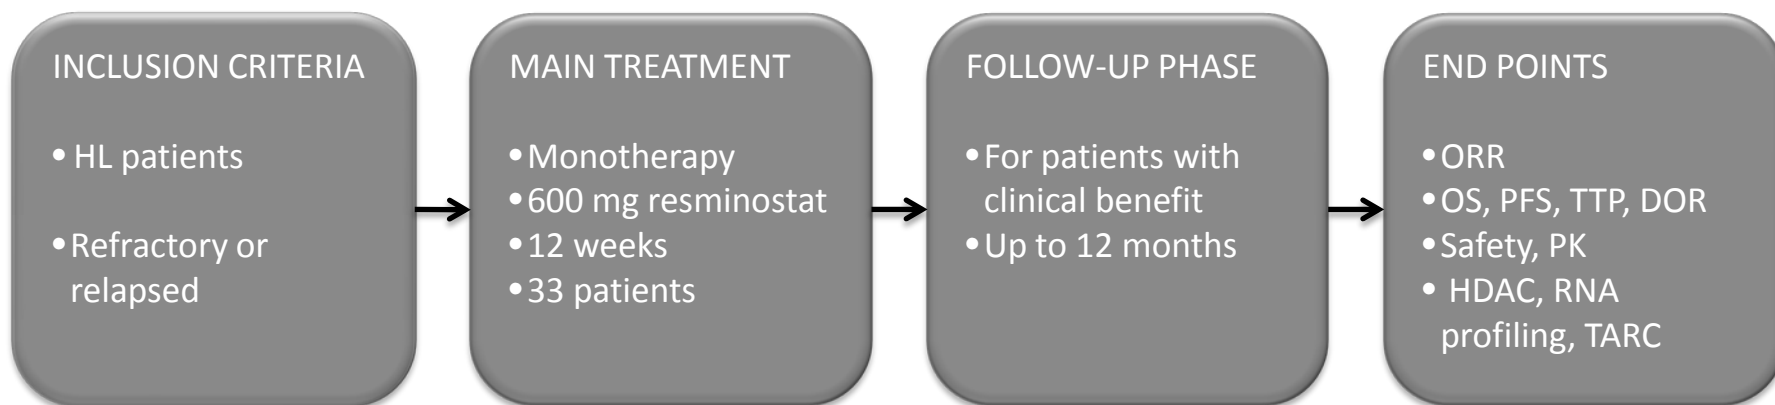 INCLUSION CRITERIA
• HL patients
• Refractory or
relapsed
MAIN TREATMENT
• Monotherapy
• 600 mg resminostat
• 12 weeks
• 33 patients
FOLLOW-UP PHASE
• For patients with
clinical benefit
• Up to 12 months
END POINTS
• ORR
• OS, PFS, TTP, DOR
• Safety, PK
• HDAC, RNA
profiling, TARC